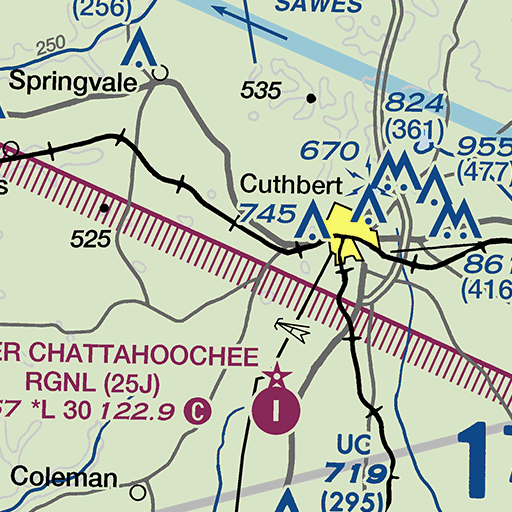 (256)
SAWES
250
Springvale
535
824
(361)
670
955
(477)
Cuthbert
745
525
861
(416
ER CHATTAHOOCHEE
RGNL (25J)
57 *L 30 122.9 C
I
UC
719
(295)
17
Coleman
s